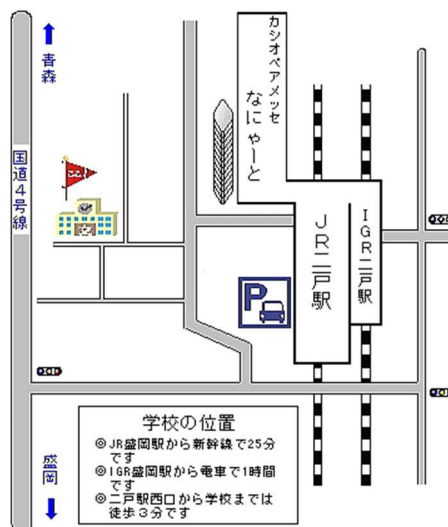 青森
国道4号線
盛岡
カシオペアメッセ
なにゃーと
JR二戸駅
IGR二戸駅
P
学校の位置
◎JR盛岡駅から新幹線で25分
です
◎IGR盛岡駅から電車で1時間
です
◎二戸駅西口から学校までは
徒歩3分です